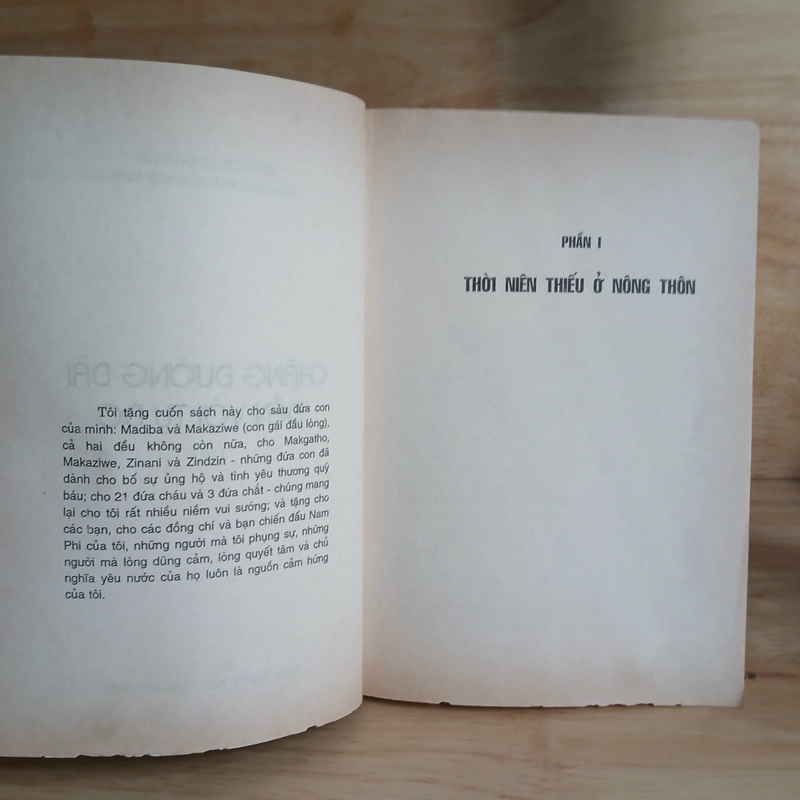 Tôi tặng cuốn sách này cho sáu đứa con
của mình: Madiba và Makaziwe (con gái đầu lòng),
cả hai đều không còn nữa, cho Makgatho,
Makaziwe, Zinani và Zindzin - những đứa con đã
dành cho bố sự ủng hộ và tình yêu thương quý
báu; cho 21 đứa cháu và 3 đứa chắt - chúng mang
lại cho tôi rất nhiều niềm vui sướng; và tặng cho
các bạn, cho các đồng chí và bạn chiến đấu Nam
Phi của tôi, những người mà tôi phụng sự, những
người mà lòng dũng cảm, lòng quyết tâm và chủ
nghĩa yêu nước của họ luôn là nguồn cảm hứng
của tôi.
PHẦN I
THỜI NIÊN THIẾU Ở NÔNG THÔN